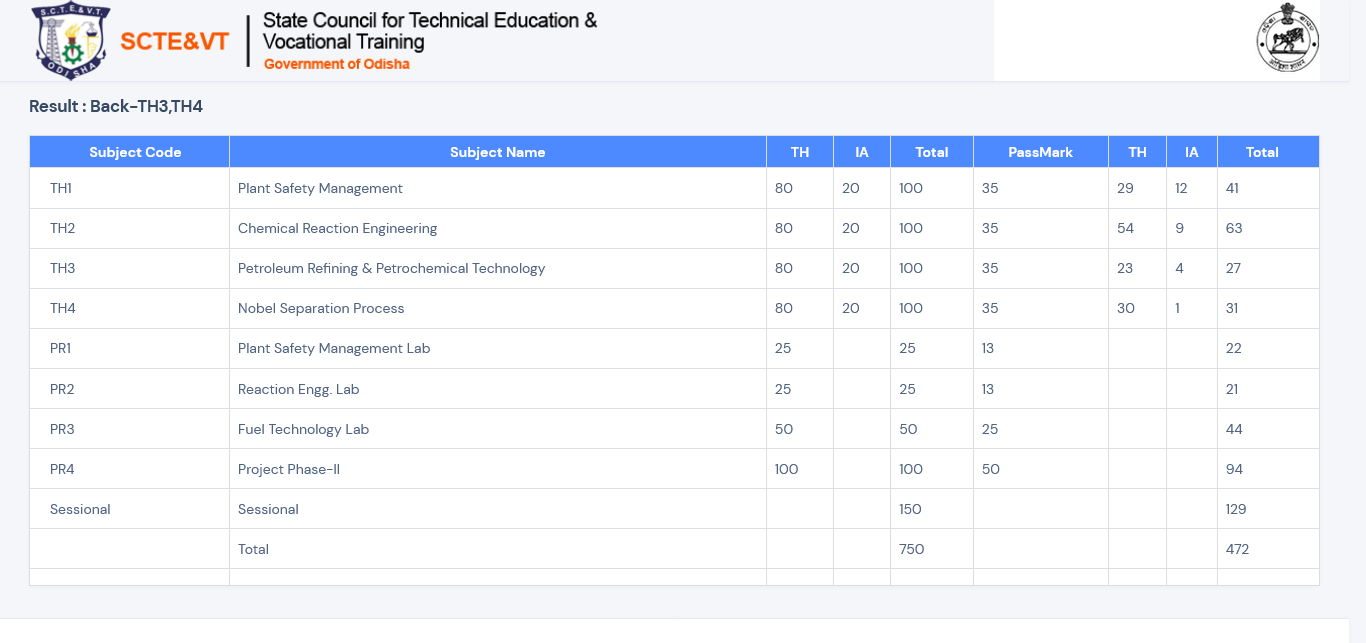 S.C.T.E.&V.T.
ODISHA
SCTE&VT
State Council for Technical Education &
Vocational Training
Government of Odisha
Result : Back-TH3,TH4
Subject Code Subject Name TH IA Total PassMark TH IA Total
TH1 Plant Safety Management 80 20 100 35 29 12 41
TH2 Chemical Reaction Engineering 80 20 100 35 54 9 63
TH3 Petroleum Refining & Petrochemical Technology 80 20 100 35 23 4 27
TH4 Nobel Separation Process 80 20 100 35 30 1 31
PR1 Plant Safety Management Lab 25 25 13 22
PR2 Reaction Engg. Lab 25 25 13 21
PR3 Fuel Technology Lab 50 50 25 44
PR4 Project Phase-II 100 100 50 94
Sessional Sessional 150 129
Total 750 472